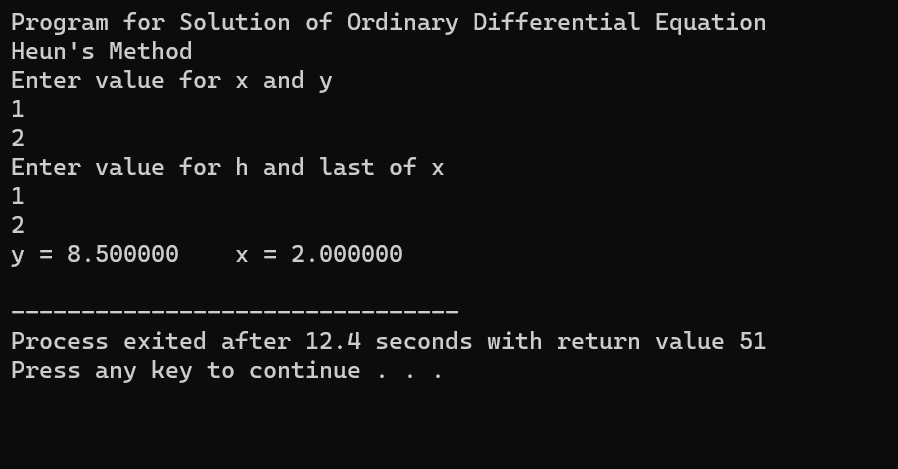 Program for Solution of Ordinary Differential Equation
Heun's Method
Enter value for x and y
1
2
Enter value for h and last of x
1
2
y = 8.500000    x = 2.000000
--------------------------------
Process exited after 12.4 seconds with return value 51
Press any key to continue . . .